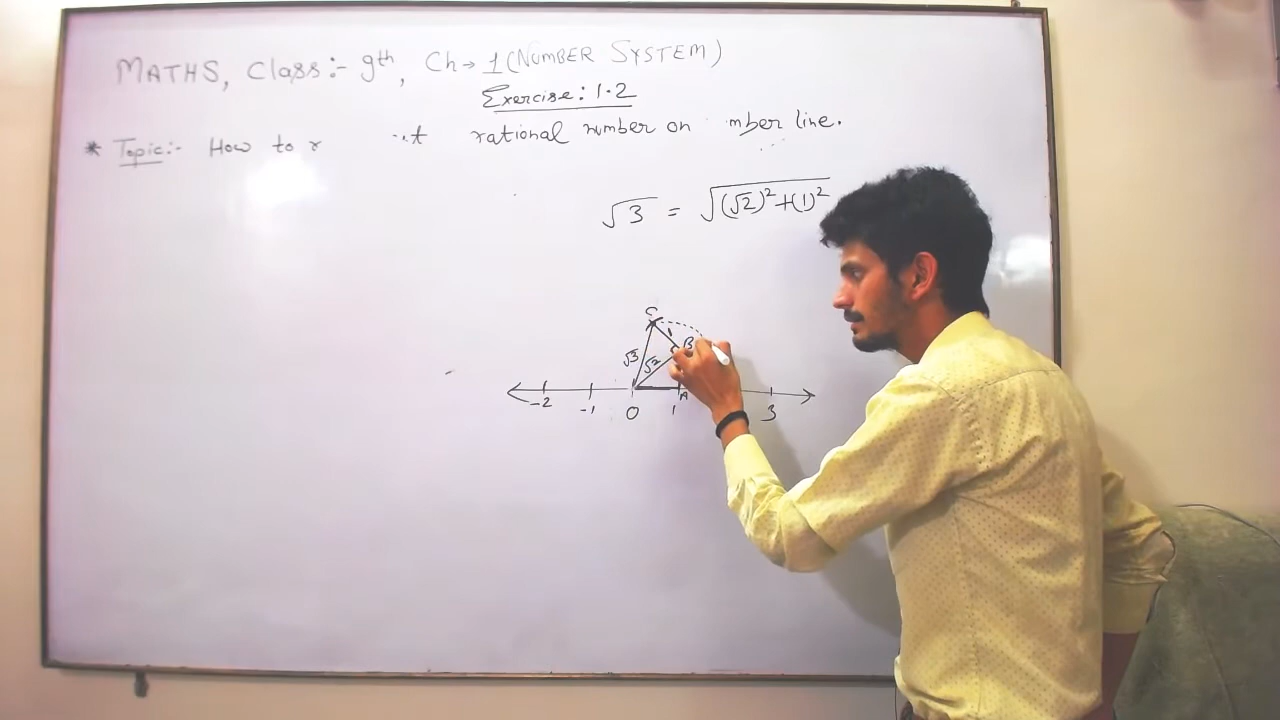 MATHS, Class:- 9th, Ch→ 1 (NUMBER SYSTEM)
Exercise: 1.2
* Topic:- How to rational number on line.
√3 = √(√2)²+(1)²
C
1
√3 √2 B
A
-2 -1 0 1 3